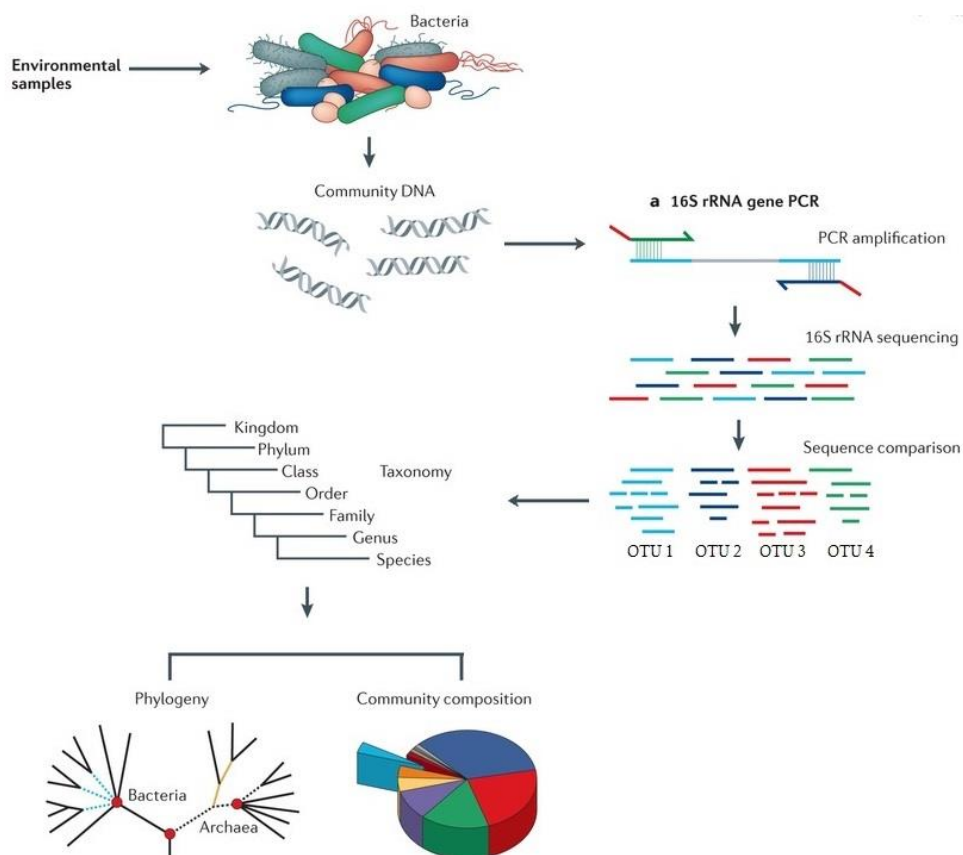 Bacteria
Environmental
samples
Community DNA
a 16S rRNA gene PCR
PCR amplification
16S rRNA sequencing
Sequence comparison
OTU 1 OTU 2 OTU 3 OTU 4
Kingdom
Phylum
Class
Taxonomy
Order
Family
Genus
Species
Phylogeny
Community composition
Bacteria
Archaea